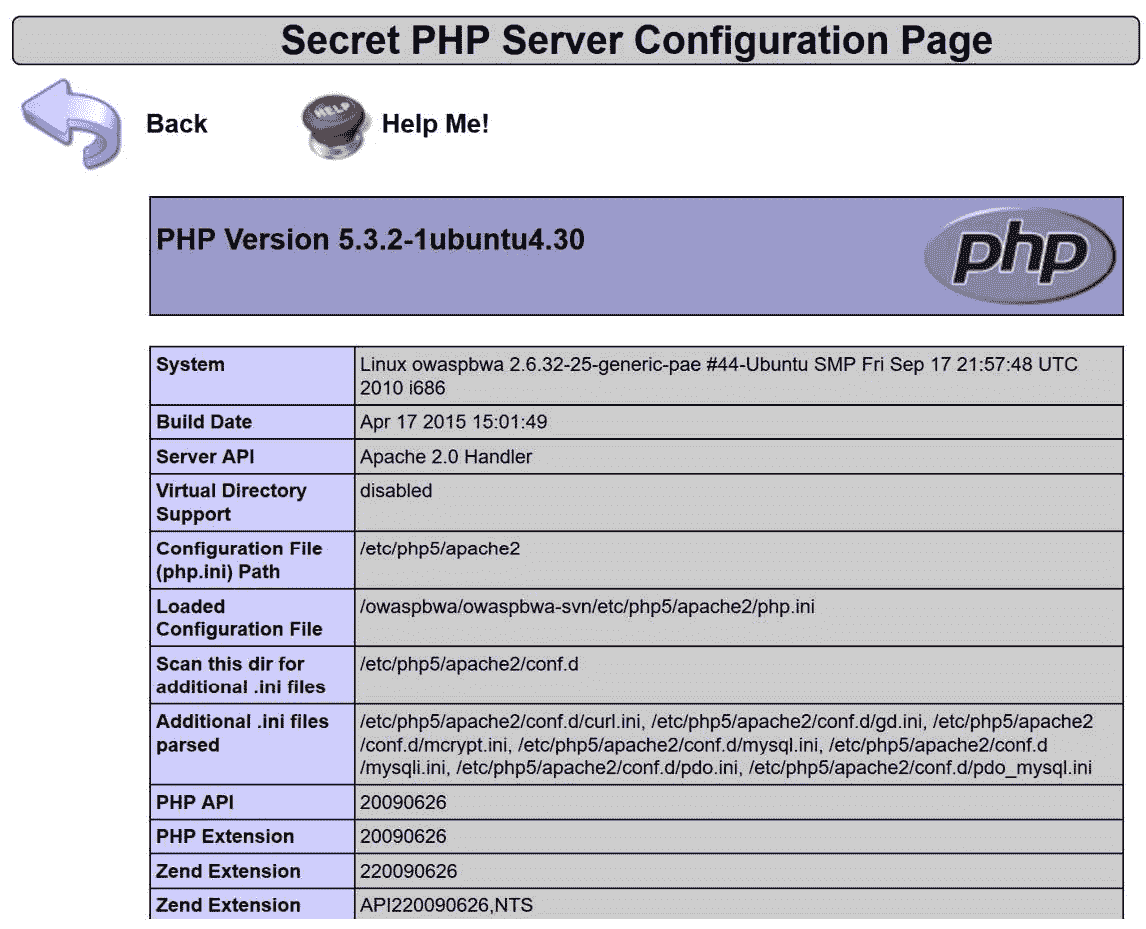 Secret PHP Server Configuration Page
Back
HELP
Help Me!
PHP Version 5.3.2-1ubuntu4.30
php
System
Linux owaspbwa 2.6.32-25-generic-pae #44-Ubuntu SMP Fri Sep 17 21:57:48 UTC
2010 i686
Build Date
Apr 17 2015 15:01:49
Server API
Apache 2.0 Handler
Virtual Directory
Support
disabled
Configuration File
(php.ini) Path
/etc/php5/apache2
Loaded
Configuration File
/owaspbwa/owaspbwa-svn/etc/php5/apache2/php.ini
Scan this dir for
additional .ini files
/etc/php5/apache2/conf.d
Additional .ini files
parsed
/etc/php5/apache2/conf.d/curl.ini, /etc/php5/apache2/conf.d/gd.ini, /etc/php5/apache2
/conf.d/mcrypt.ini, /etc/php5/apache2/conf.d/mysql.ini, /etc/php5/apache2/conf.d
/mysqli.ini, /etc/php5/apache2/conf.d/pdo.ini, /etc/php5/apache2/conf.d/pdo_mysql.ini
PHP API
20090626
PHP Extension
20090626
Zend Extension
220090626
Zend Extension
API220090626,NTS